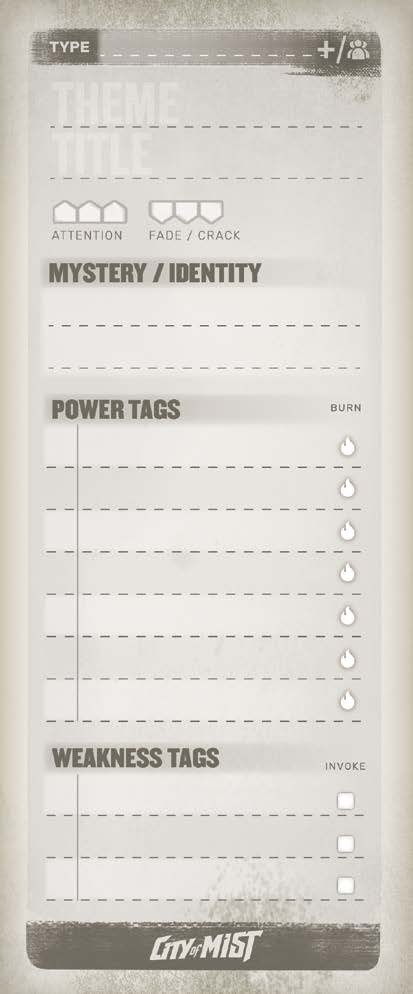 TYPE +/
THEME
TITLE
ATTENTION FADE / CRACK
MYSTERY / IDENTITY
POWER TAGS BURN
WEAKNESS TAGS INVOKE
CITY of MIST